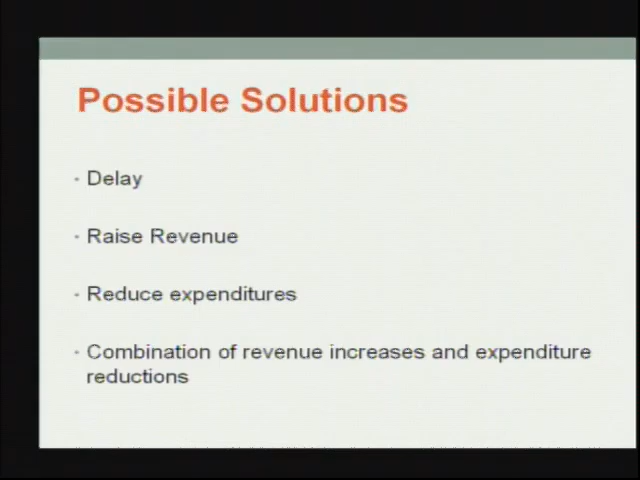 Possible Solutions
- Delay
- Raise Revenue
- Reduce expenditures
- Combination of revenue increases and expenditure
reductions